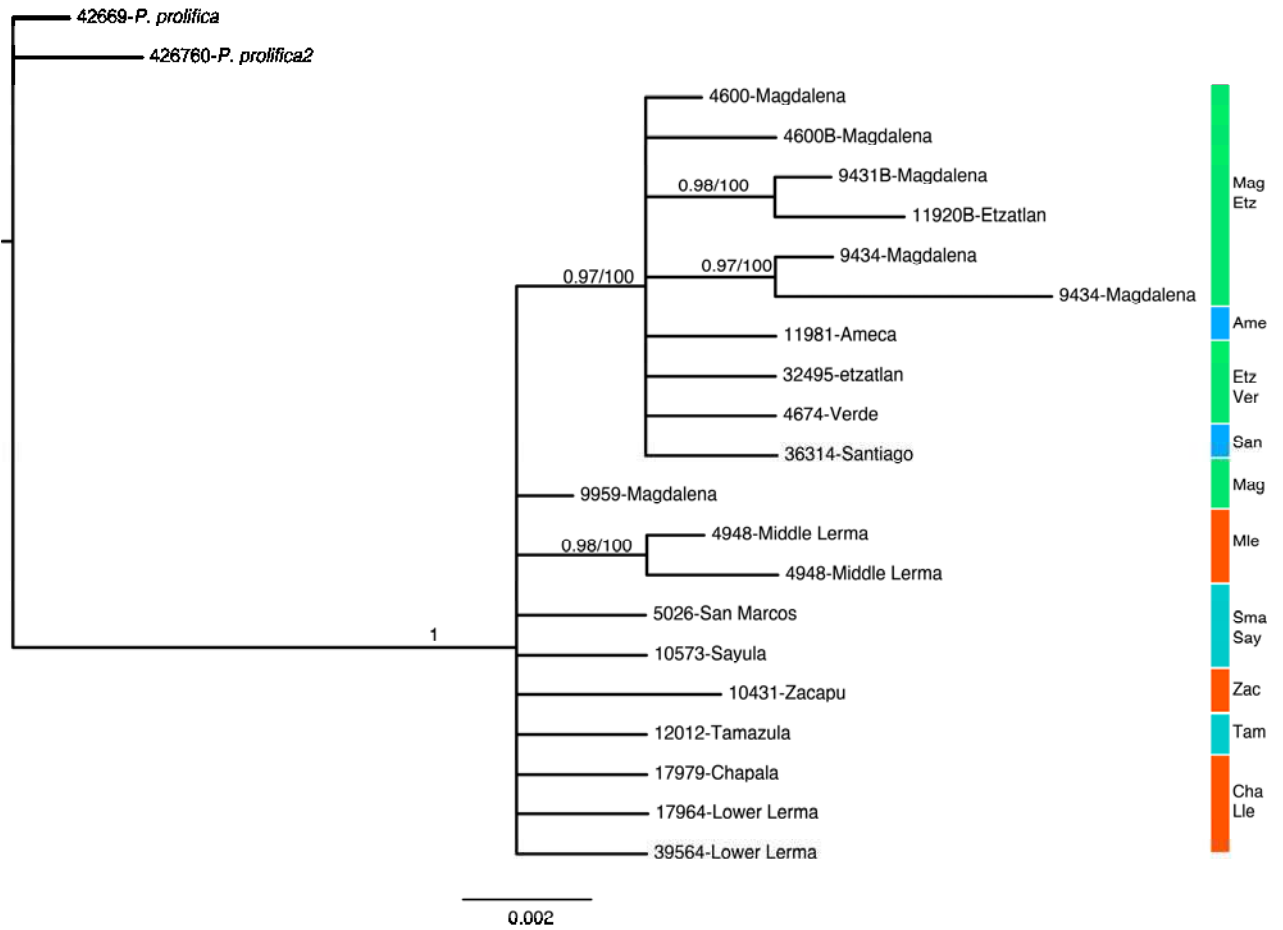 42669-P. prolifica
426760-P. prolifica2
4600-Magdalena
4600B-Magdalena
0.98/100
9431B-Magdalena
11920B-Etzatlan
Mag
Etz
9434-Magdalena
0.97/100
0.97/100
9434-Magdalena
11981-Ameca
Ame
32495-etzatlan
Etz
Ver
4674-Verde
36314-Santiago
San
9959-Magdalena
Mag
4948-Middle Lerma
0.98/100
Mle
4948-Middle Lerma
5026-San Marcos
Sma
Say
1
10573-Sayula
10431-Zacapu
Zac
12012-Tamazula
Tam
17979-Chapala
Cha
Lle
17964-Lower Lerma
39564-Lower Lerma
0.002